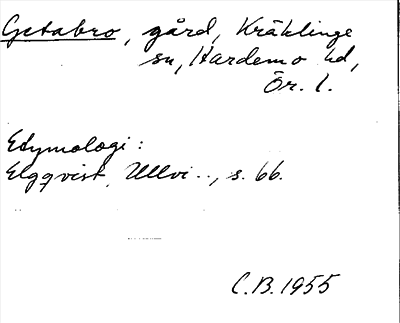 Getabro, gård, Kräklinge
sn, Hardemo hd,
Ör. l.
Etymologi:
Elgqvist, Ullvi.., s. 66.
C.B. 1955